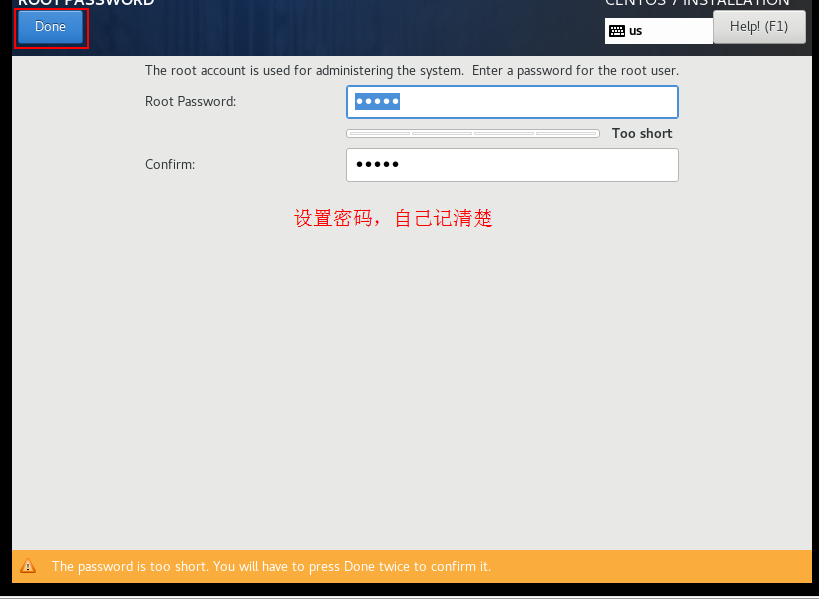 ROOT PASSWORD
CENTOS 7 INSTALLATION
Done
us
Help! (F1)
The root account is used for administering the system.  Enter a password for the root user.
Root Password:
●●●●●
Too short
Confirm:
●●●●●
设置密码，自己记清楚
The password is too short. You will have to press Done twice to confirm it.